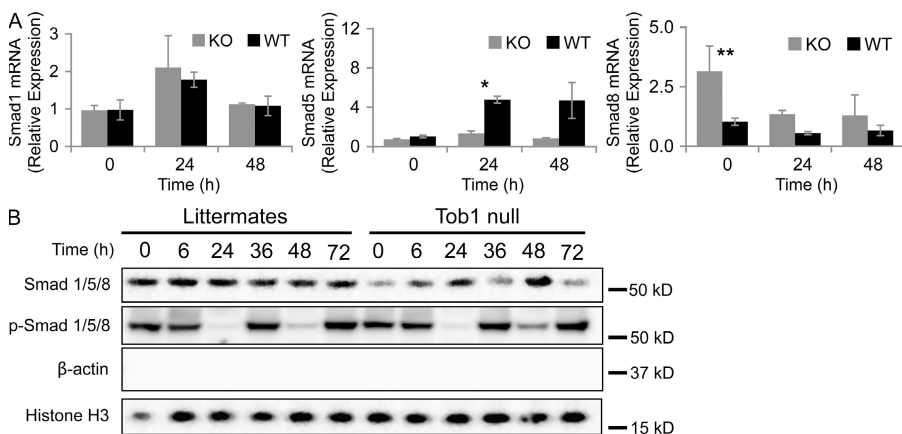 A
Smad1 mRNA
(Relative Expression)
3
2
1
0
KO WT
0 24 48
Time (h)
Smad5 mRNA
(Relative Expression)
12
8
4
0
KO WT
*
0 24 48
Time (h)
Smad8 mRNA
(Relative Expression)
5.0
2.5
0.0
KO WT
**
0 24 48
Time (h)
B
Littermates Tob1 null
Time (h) 0 6 24 36 48 72 0 6 24 36 48 72
Smad 1/5/8 50 kD
p-Smad 1/5/8 50 kD
β-actin 37 kD
Histone H3 15 kD